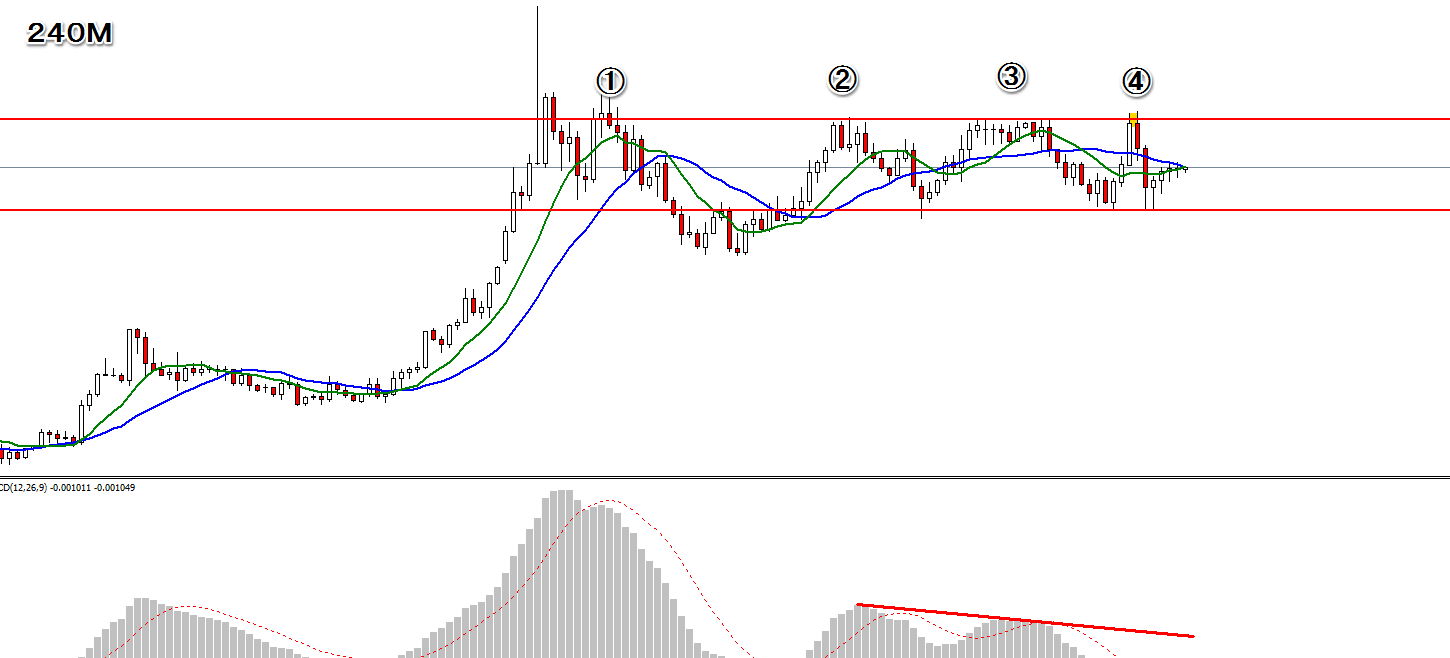 240M
① ② ③ ④
CD(12,26,9) -0.001011 -0.001049